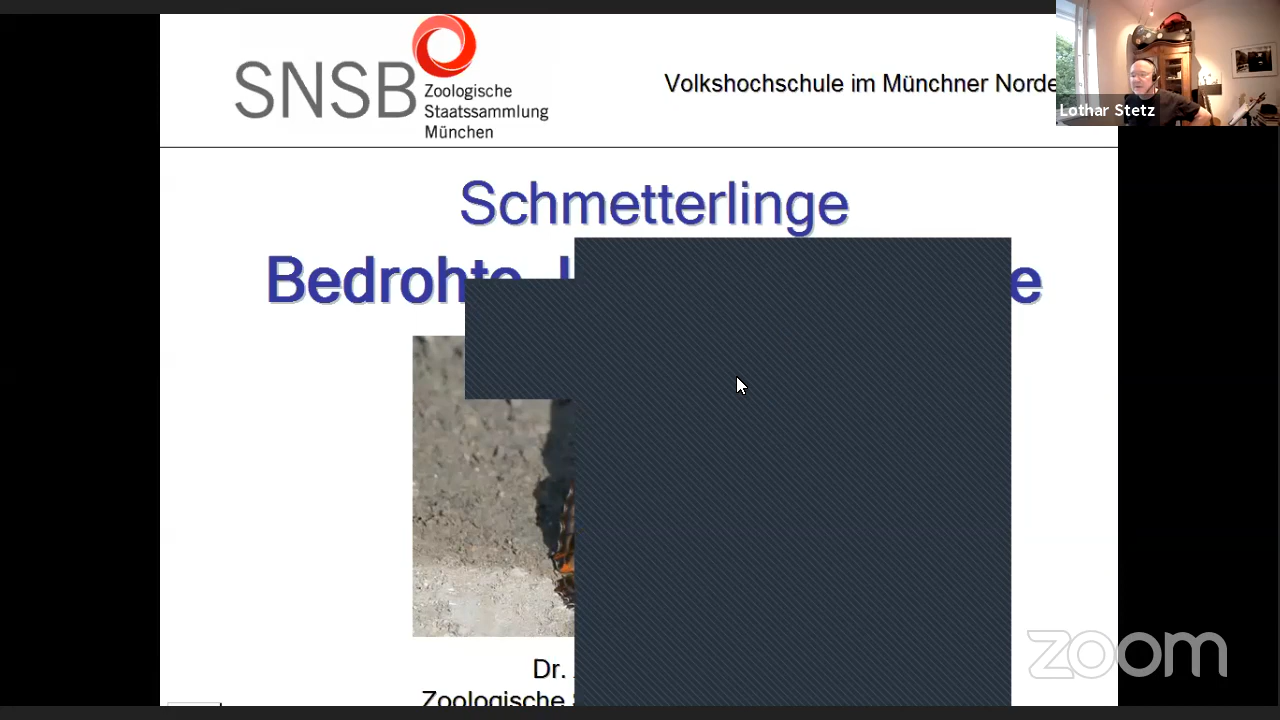 SNSB
Zoologische
Staatssammlung
München
Volkshochschule im Münchner Norde
Lothar Stetz
Schmetterlinge
Bedrohte
e
Dr.
Zoologische
zoom